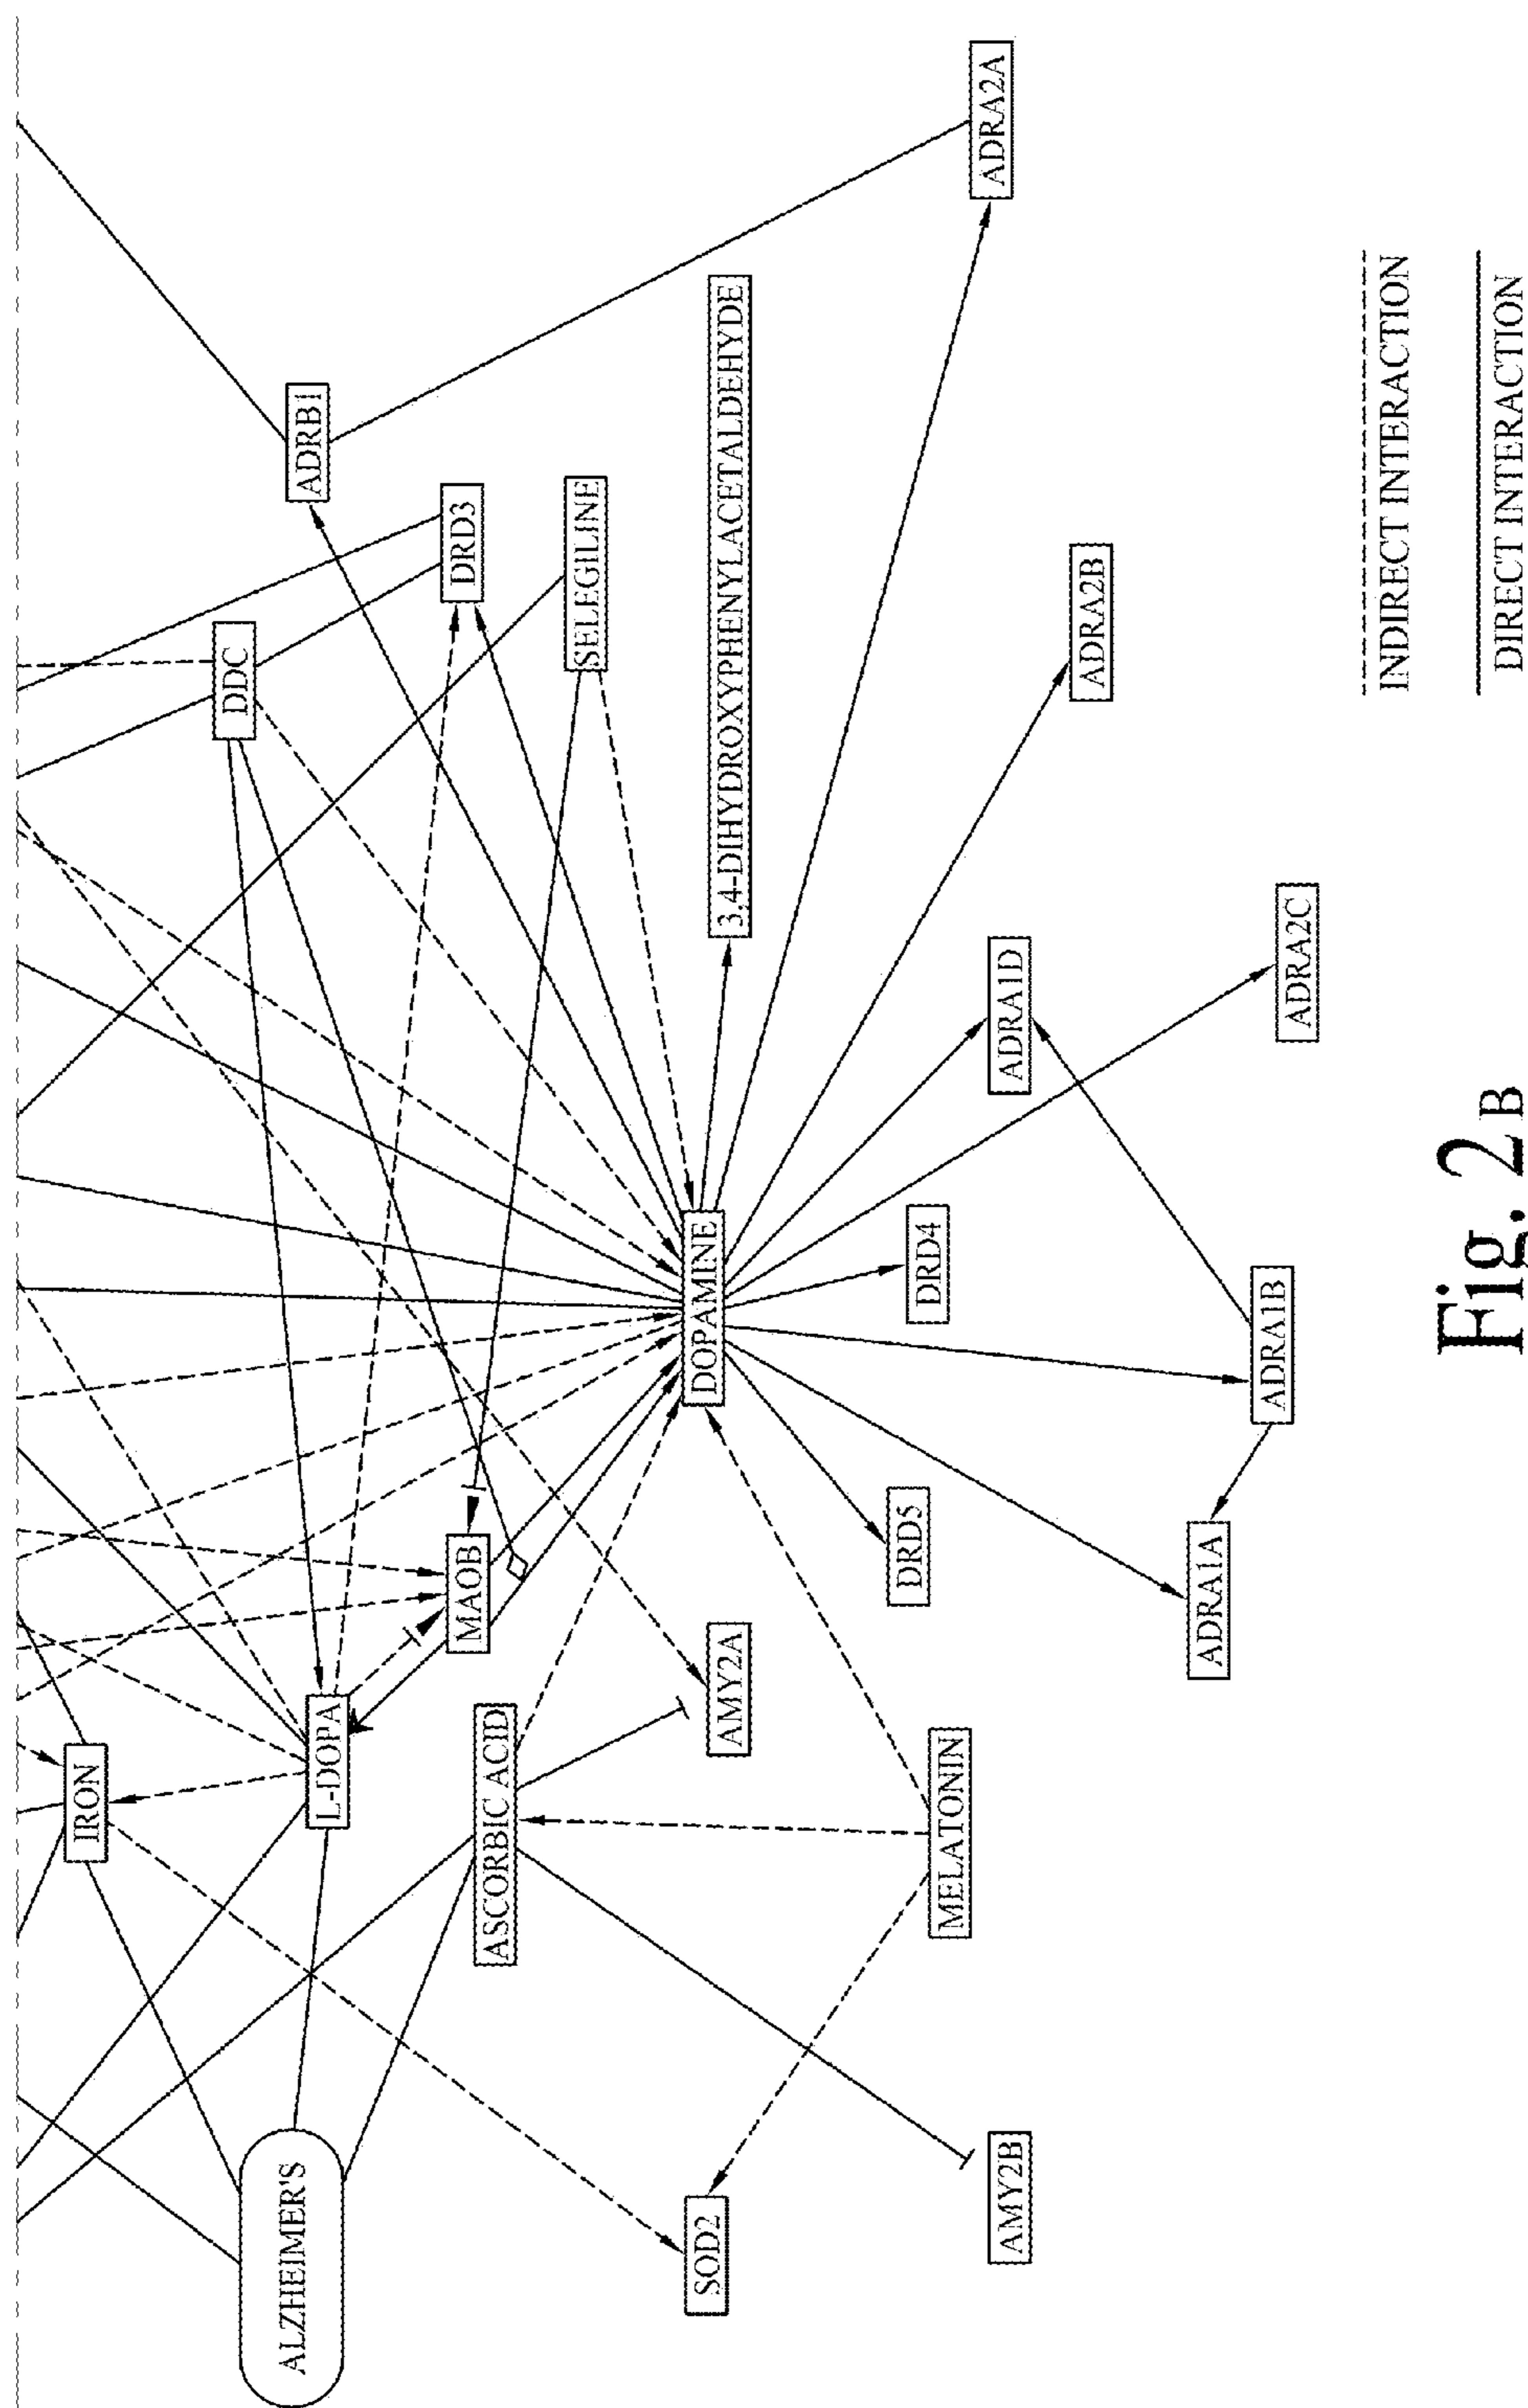 ALZHEIMER'S
IRON
L-DOPA
DDC
ADRB1
MAOB
DRD3
ASCORBIC ACID
SELEGILINE
SOD2
AMY2A
DOPAMINE
3,4-DIHYDROXYPHENYLACETALDEHYDE
DRD5
DRD4
MELATONIN
AMY2B
ADRA1D
ADRA2A
ADRA2B
ADRA1A
ADRA1B
ADRA2C
INDIRECT INTERACTION
DIRECT INTERACTION
Fig. 2B